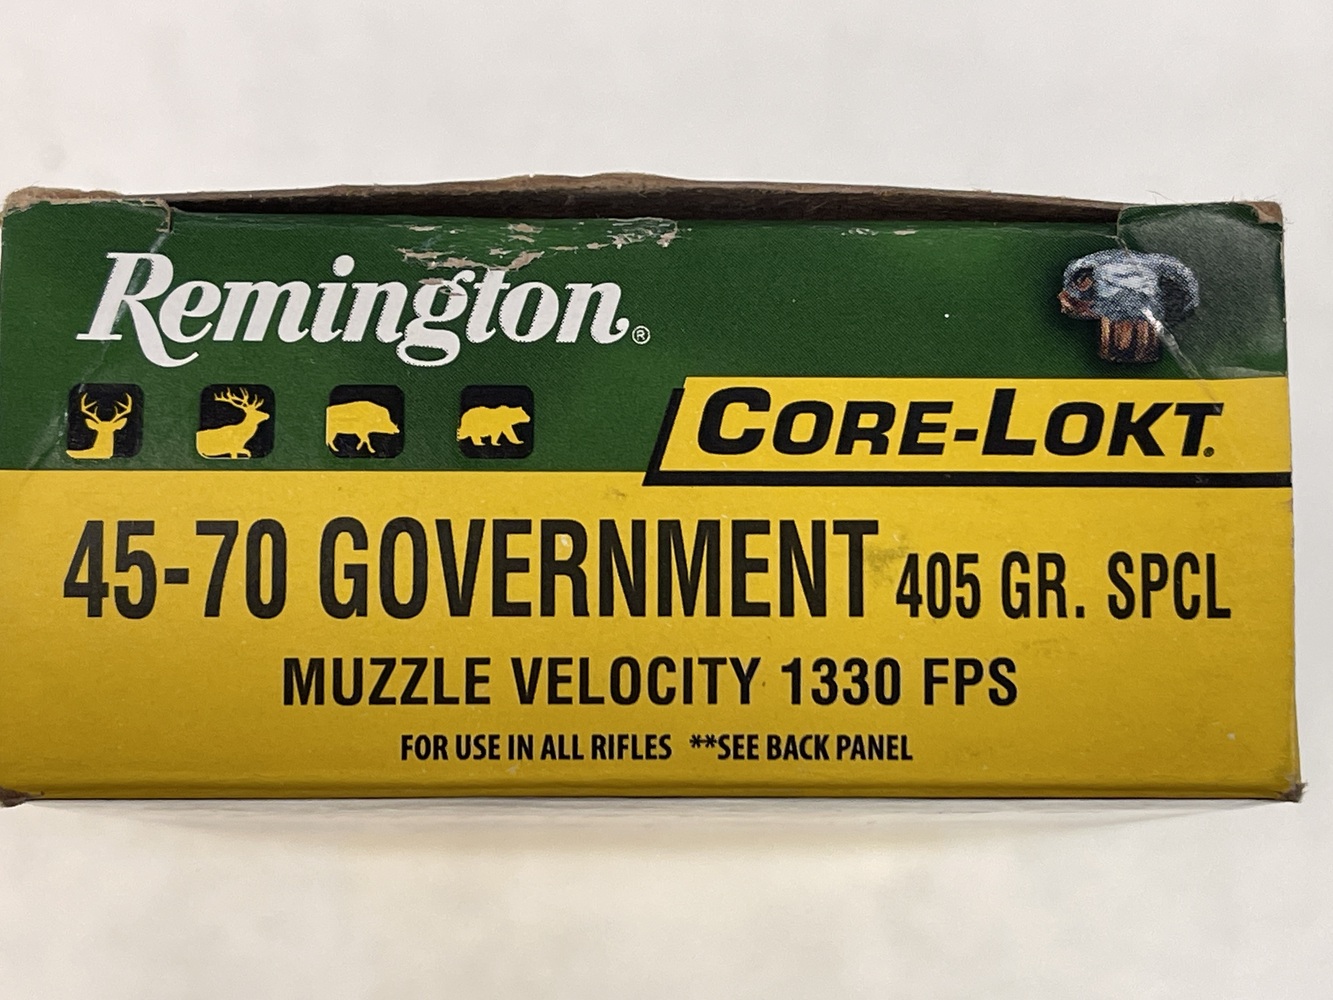 Remington®
CORE-LOKT®
45-70 GOVERNMENT 405 GR. SPCL
MUZZLE VELOCITY 1330 FPS
FOR USE IN ALL RIFLES **SEE BACK PANEL